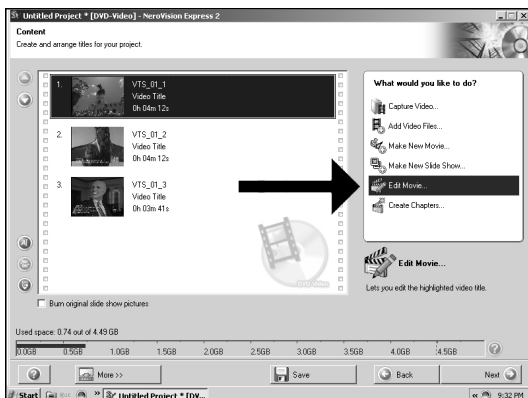 Untitled Project * [DVD-Video] - NeroVision Express 2
Content
Create and arrange titles for your project.
1.
VTS_01_1
Video Title
0h 04m 12s
2.
VTS_01_2
Video Title
0h 04m 12s
3.
VTS_01_3
Video Title
0h 03m 41s
DVD-Video
Burn original slide show pictures
What would you like to do?
Capture Video...
Add Video Files...
Make New Movie...
Make New Slide Show...
Edit Movie...
Create Chapters...
Edit Movie...
Lets you edit the highlighted video title.
Used space: 0.74 out of 4.49 GB
0.0GB 0.5GB 1.0GB 1.5GB 2.0GB 2.5GB 3.0GB 3.5GB 4.0GB 4.5GB
More >>
Save
Back
Next
Start
Untitled Project * [DV...
9:32 PM